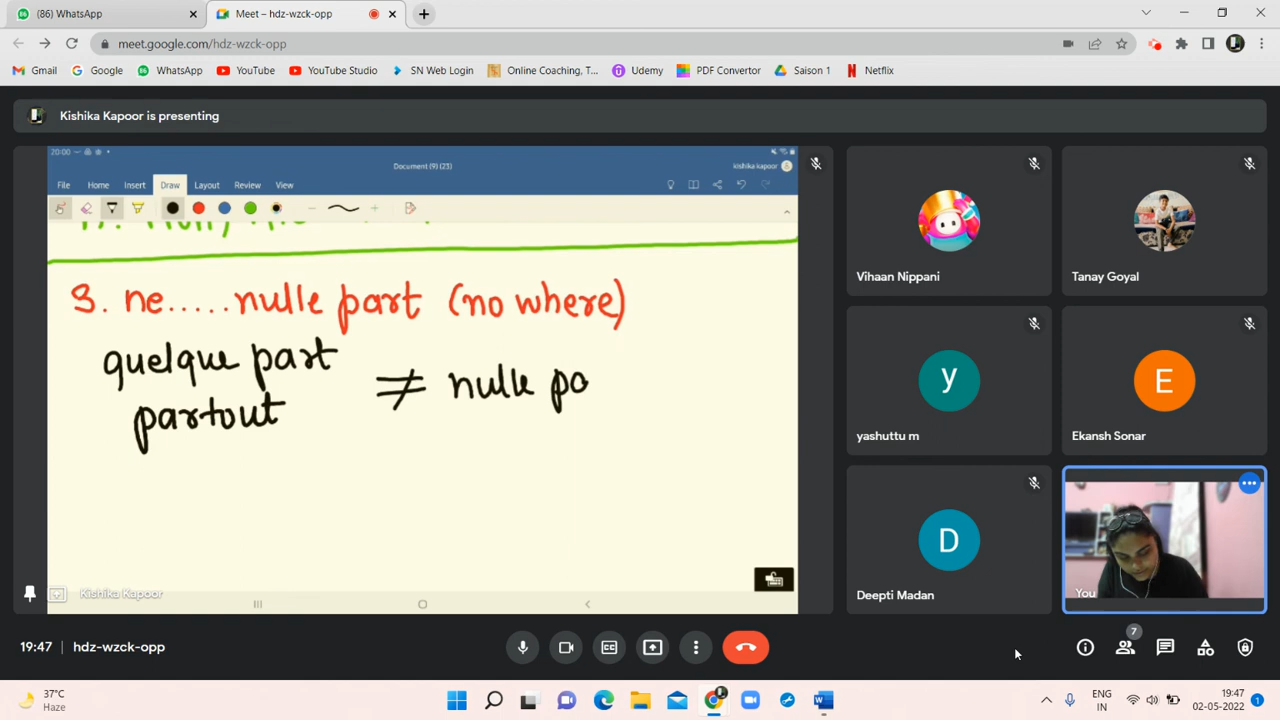 (86) WhatsApp
Meet – hdz-wzck-opp
meet.google.com/hdz-wzck-opp
Gmail Google WhatsApp YouTube YouTube Studio SN Web Login Online Coaching, T... Udemy PDF Convertor Saison 1 Netflix
Kishika Kapoor is presenting
20:00
Document (9) (23)
kishika kapoor
File Home Insert Draw Layout Review View
3. ne.....nulle part (no where)
quelque part
partout
≠ nulle pa
Kishika Kapoor
Vihaan Nippani
Tanay Goyal
y
yashuttu m
E
Ekansh Sonar
D
Deepti Madan
You
19:47 | hdz-wzck-opp
7
37°C
Haze
ENG
IN
19:47
02-05-2022
1